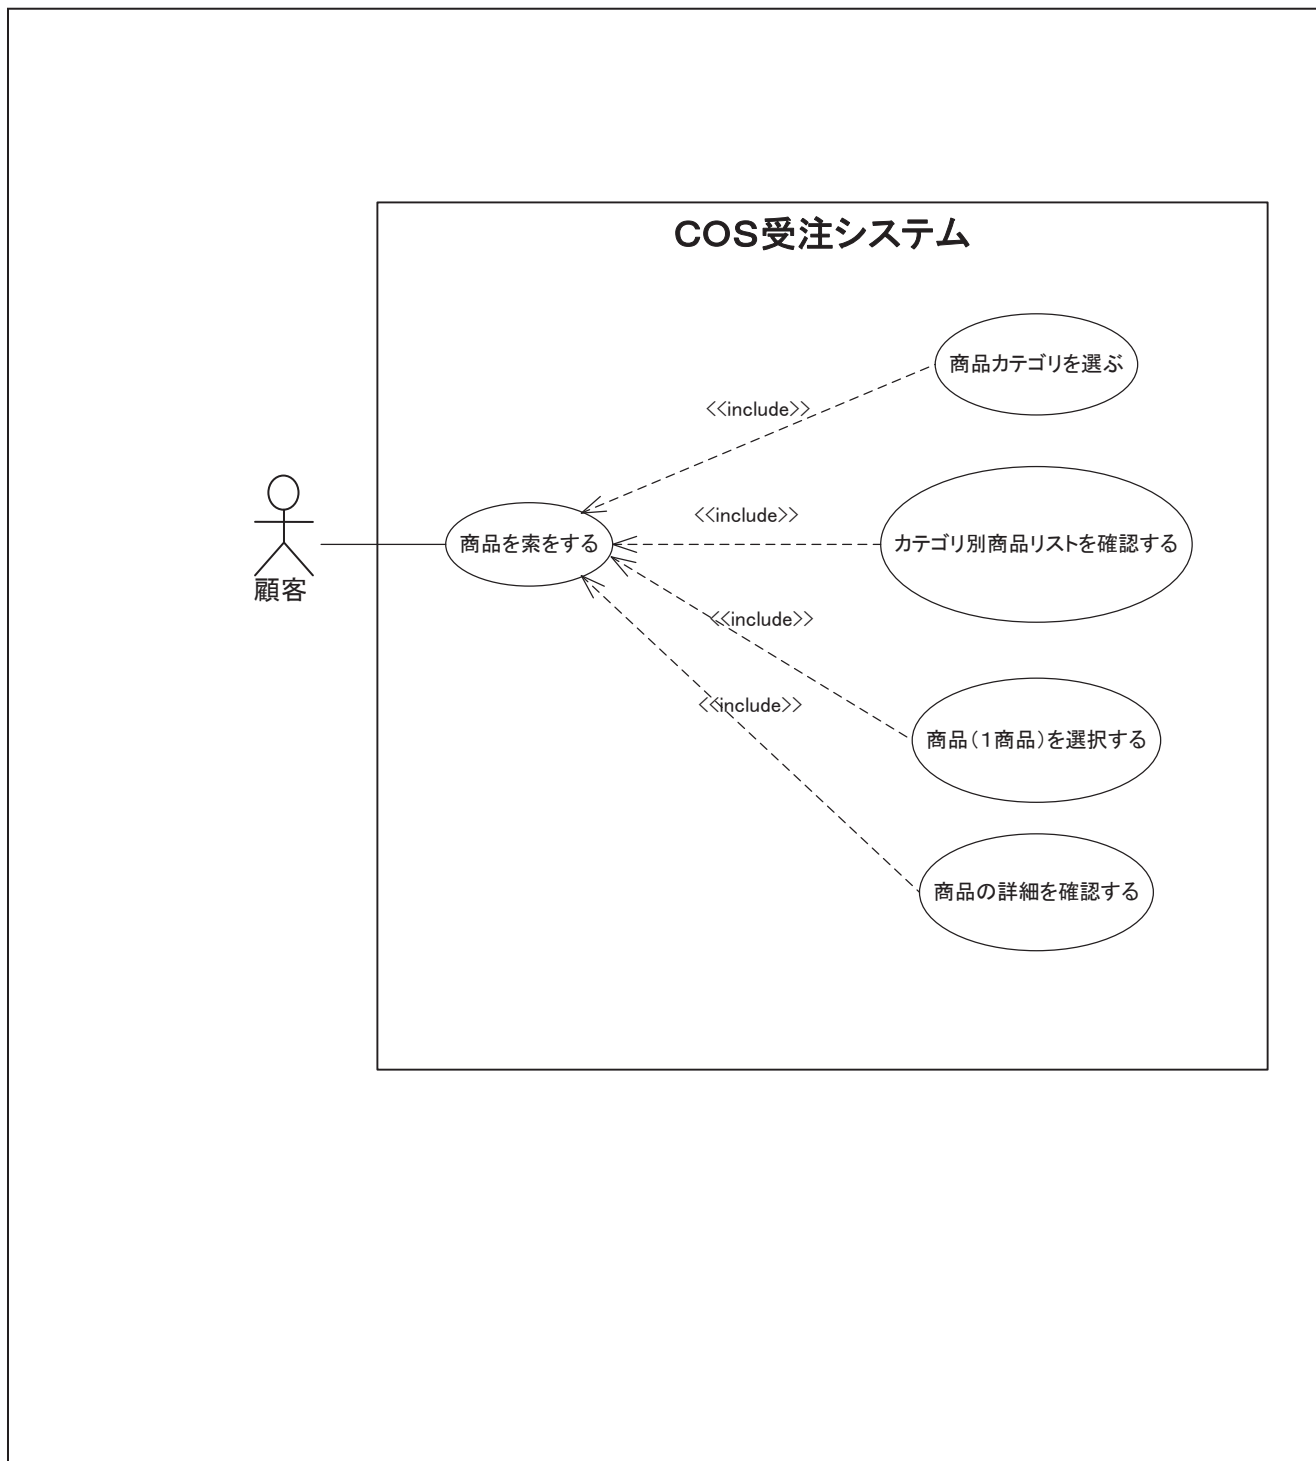 COS受注システム
商品カテゴリを選ぶ
<<include>>
<<include>>
商品を索をする
カテゴリ別商品リストを確認する
顧客
<<include>>
<<include>>
商品(1商品)を選択する
商品の詳細を確認する